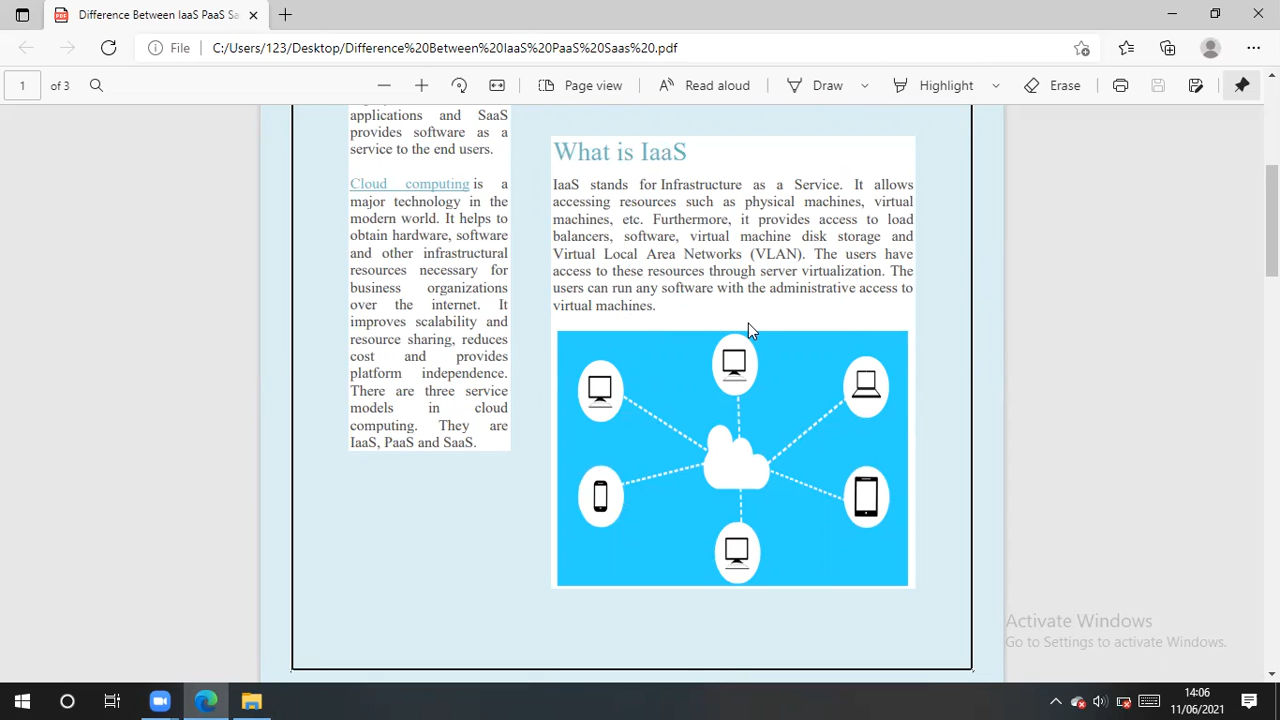 Difference Between IaaS PaaS Sa
File
C:/Users/123/Desktop/Difference%20Between%20IaaS%20PaaS%20Saas%20.pdf
1
of 3
Page view
Read aloud
Draw
Highlight
Erase
applications and SaaS
provides software as a
service to the end users.
Cloud computing is a
major technology in the
modern world. It helps to
obtain hardware, software
and other infrastructural
resources necessary for
business organizations
over the internet. It
improves scalability and
resource sharing, reduces
cost and provides
platform independence.
There are three service
models in cloud
computing. They are
IaaS, PaaS and SaaS.
What is IaaS
IaaS stands for Infrastructure as a Service. It allows
accessing resources such as physical machines, virtual
machines, etc. Furthermore, it provides access to load
balancers, software, virtual machine disk storage and
Virtual Local Area Networks (VLAN). The users have
access to these resources through server virtualization. The
users can run any software with the administrative access to
virtual machines.
Activate Windows
Go to Settings to activate Windows.
14:06
11/06/2021